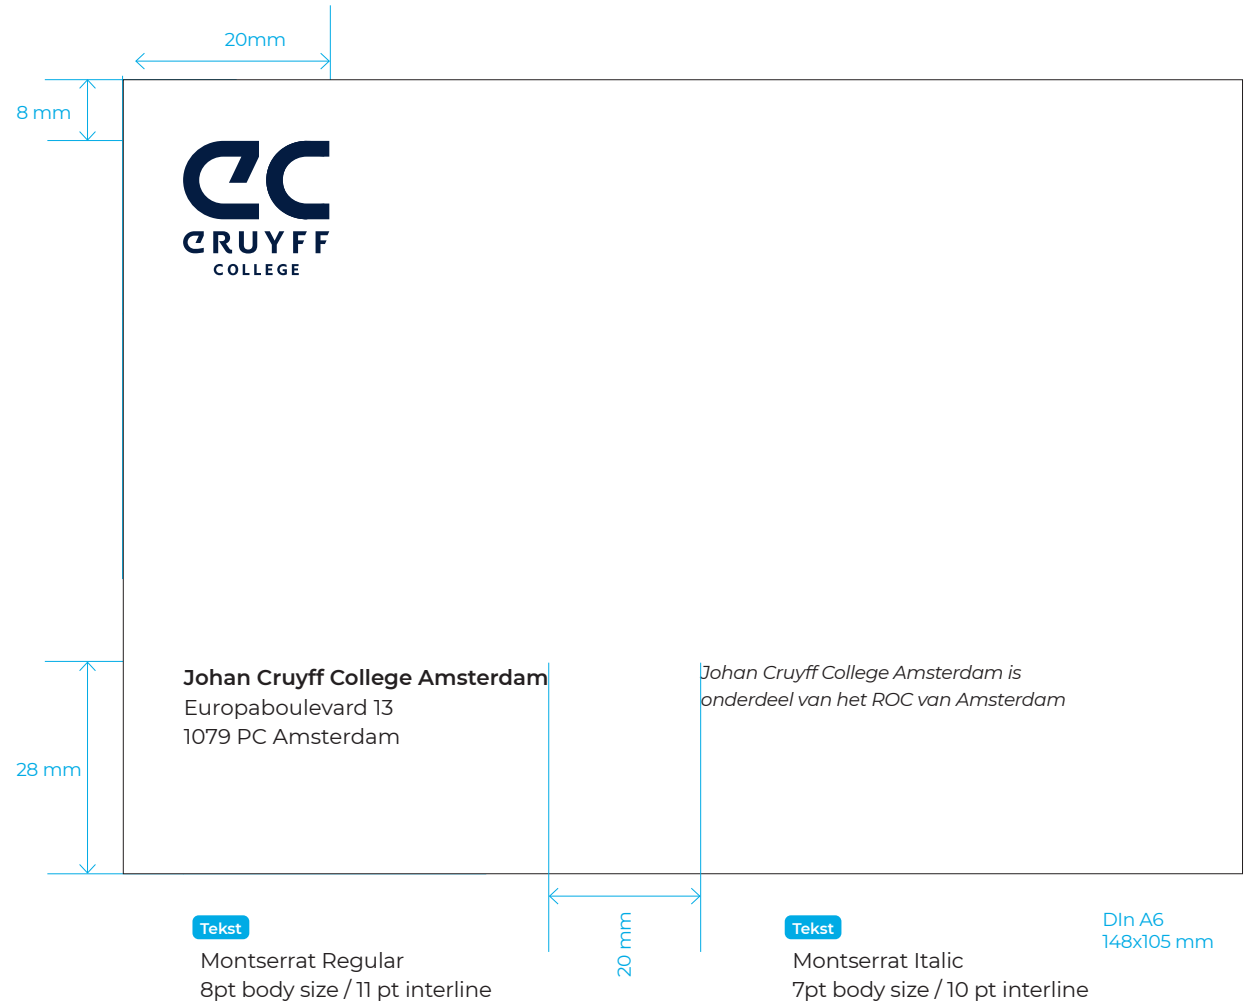 20mm
8 mm
CRUYFF
COLLEGE
Johan Cruyff College Amsterdam
Europaboulevard 13
1079 PC Amsterdam
Johan Cruyff College Amsterdam is
onderdeel van het ROC van Amsterdam
28 mm
20 mm
Tekst
Montserrat Regular
8pt body size / 11 pt interline
Tekst
Montserrat Italic
7pt body size / 10 pt interline
DIn A6
148x105 mm